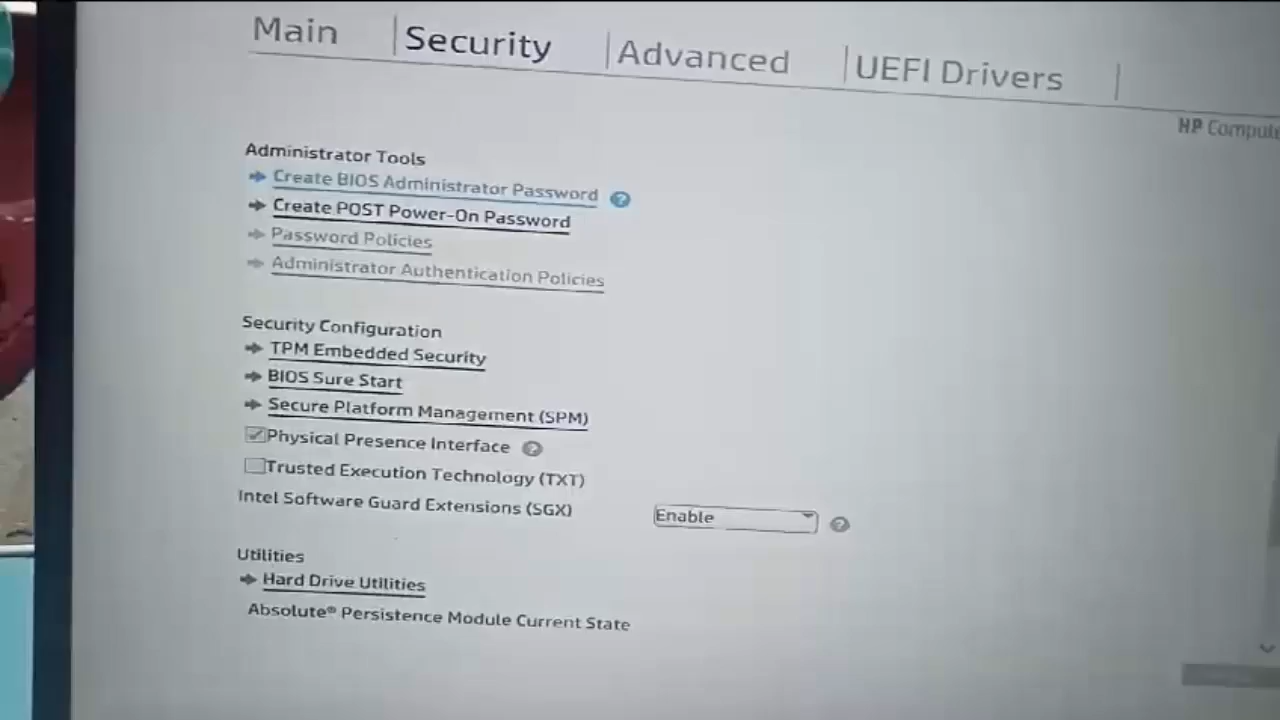 Main
Security
Advanced
UEFI Drivers
HP
Administrator Tools
Create BIOS Administrator Password
Create POST Power-On Password
Password Policies
Administrator Authentication Policies
Security Configuration
TPM Embedded Security
BIOS Sure Start
Secure Platform Management (SPM)
Physical Presence Interface
Trusted Execution Technology (TXT)
Intel Software Guard Extensions (SGX) Enable
Utilities
Hard Drive Utilities
Absolute® Persistence Module Current State